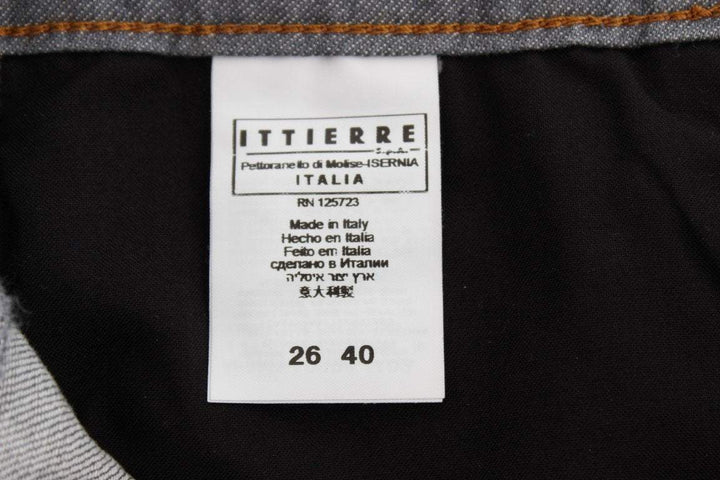 ITTIERRE
S.p.A.
Pettoranello di Molise-ISERNIA
ITALIA
RN 125723
Made in Italy
Hecho en Italia
Feito em Italia
сделано в Италии
ארץ יצור איטליה
意大利製
26 40